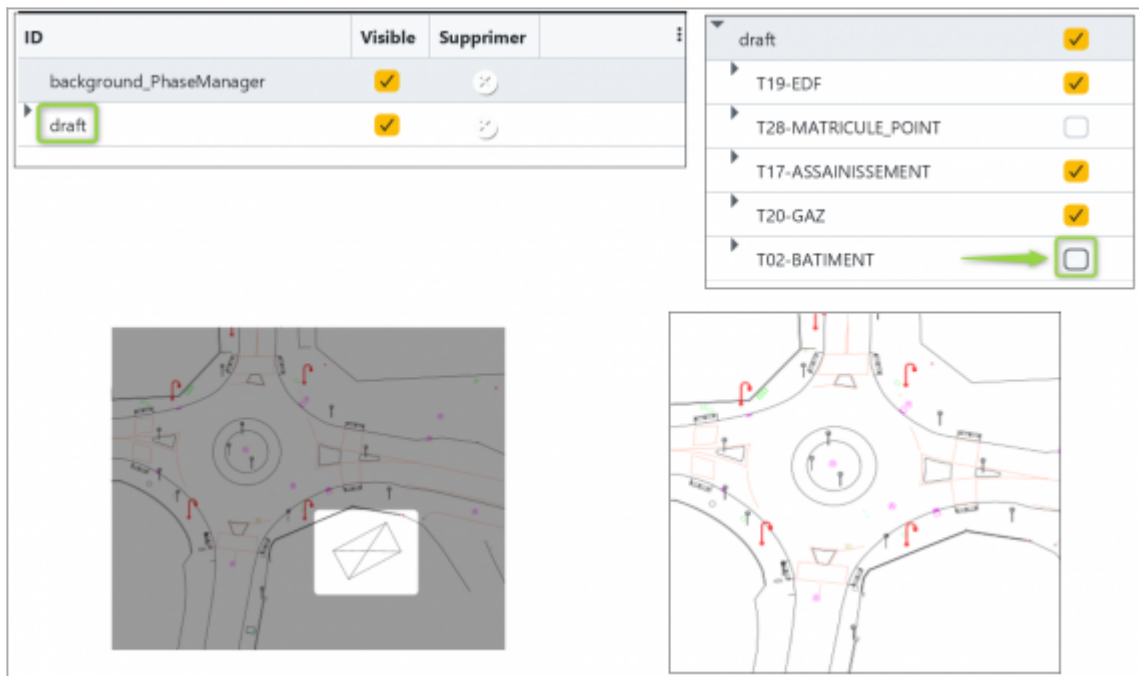 ID Visible Supprimer
background_PhaseManager
draft
draft
T19-EDF
T28-MATRICULE_POINT
T17-ASSAINISSEMENT
T20-GAZ
T02-BATIMENT